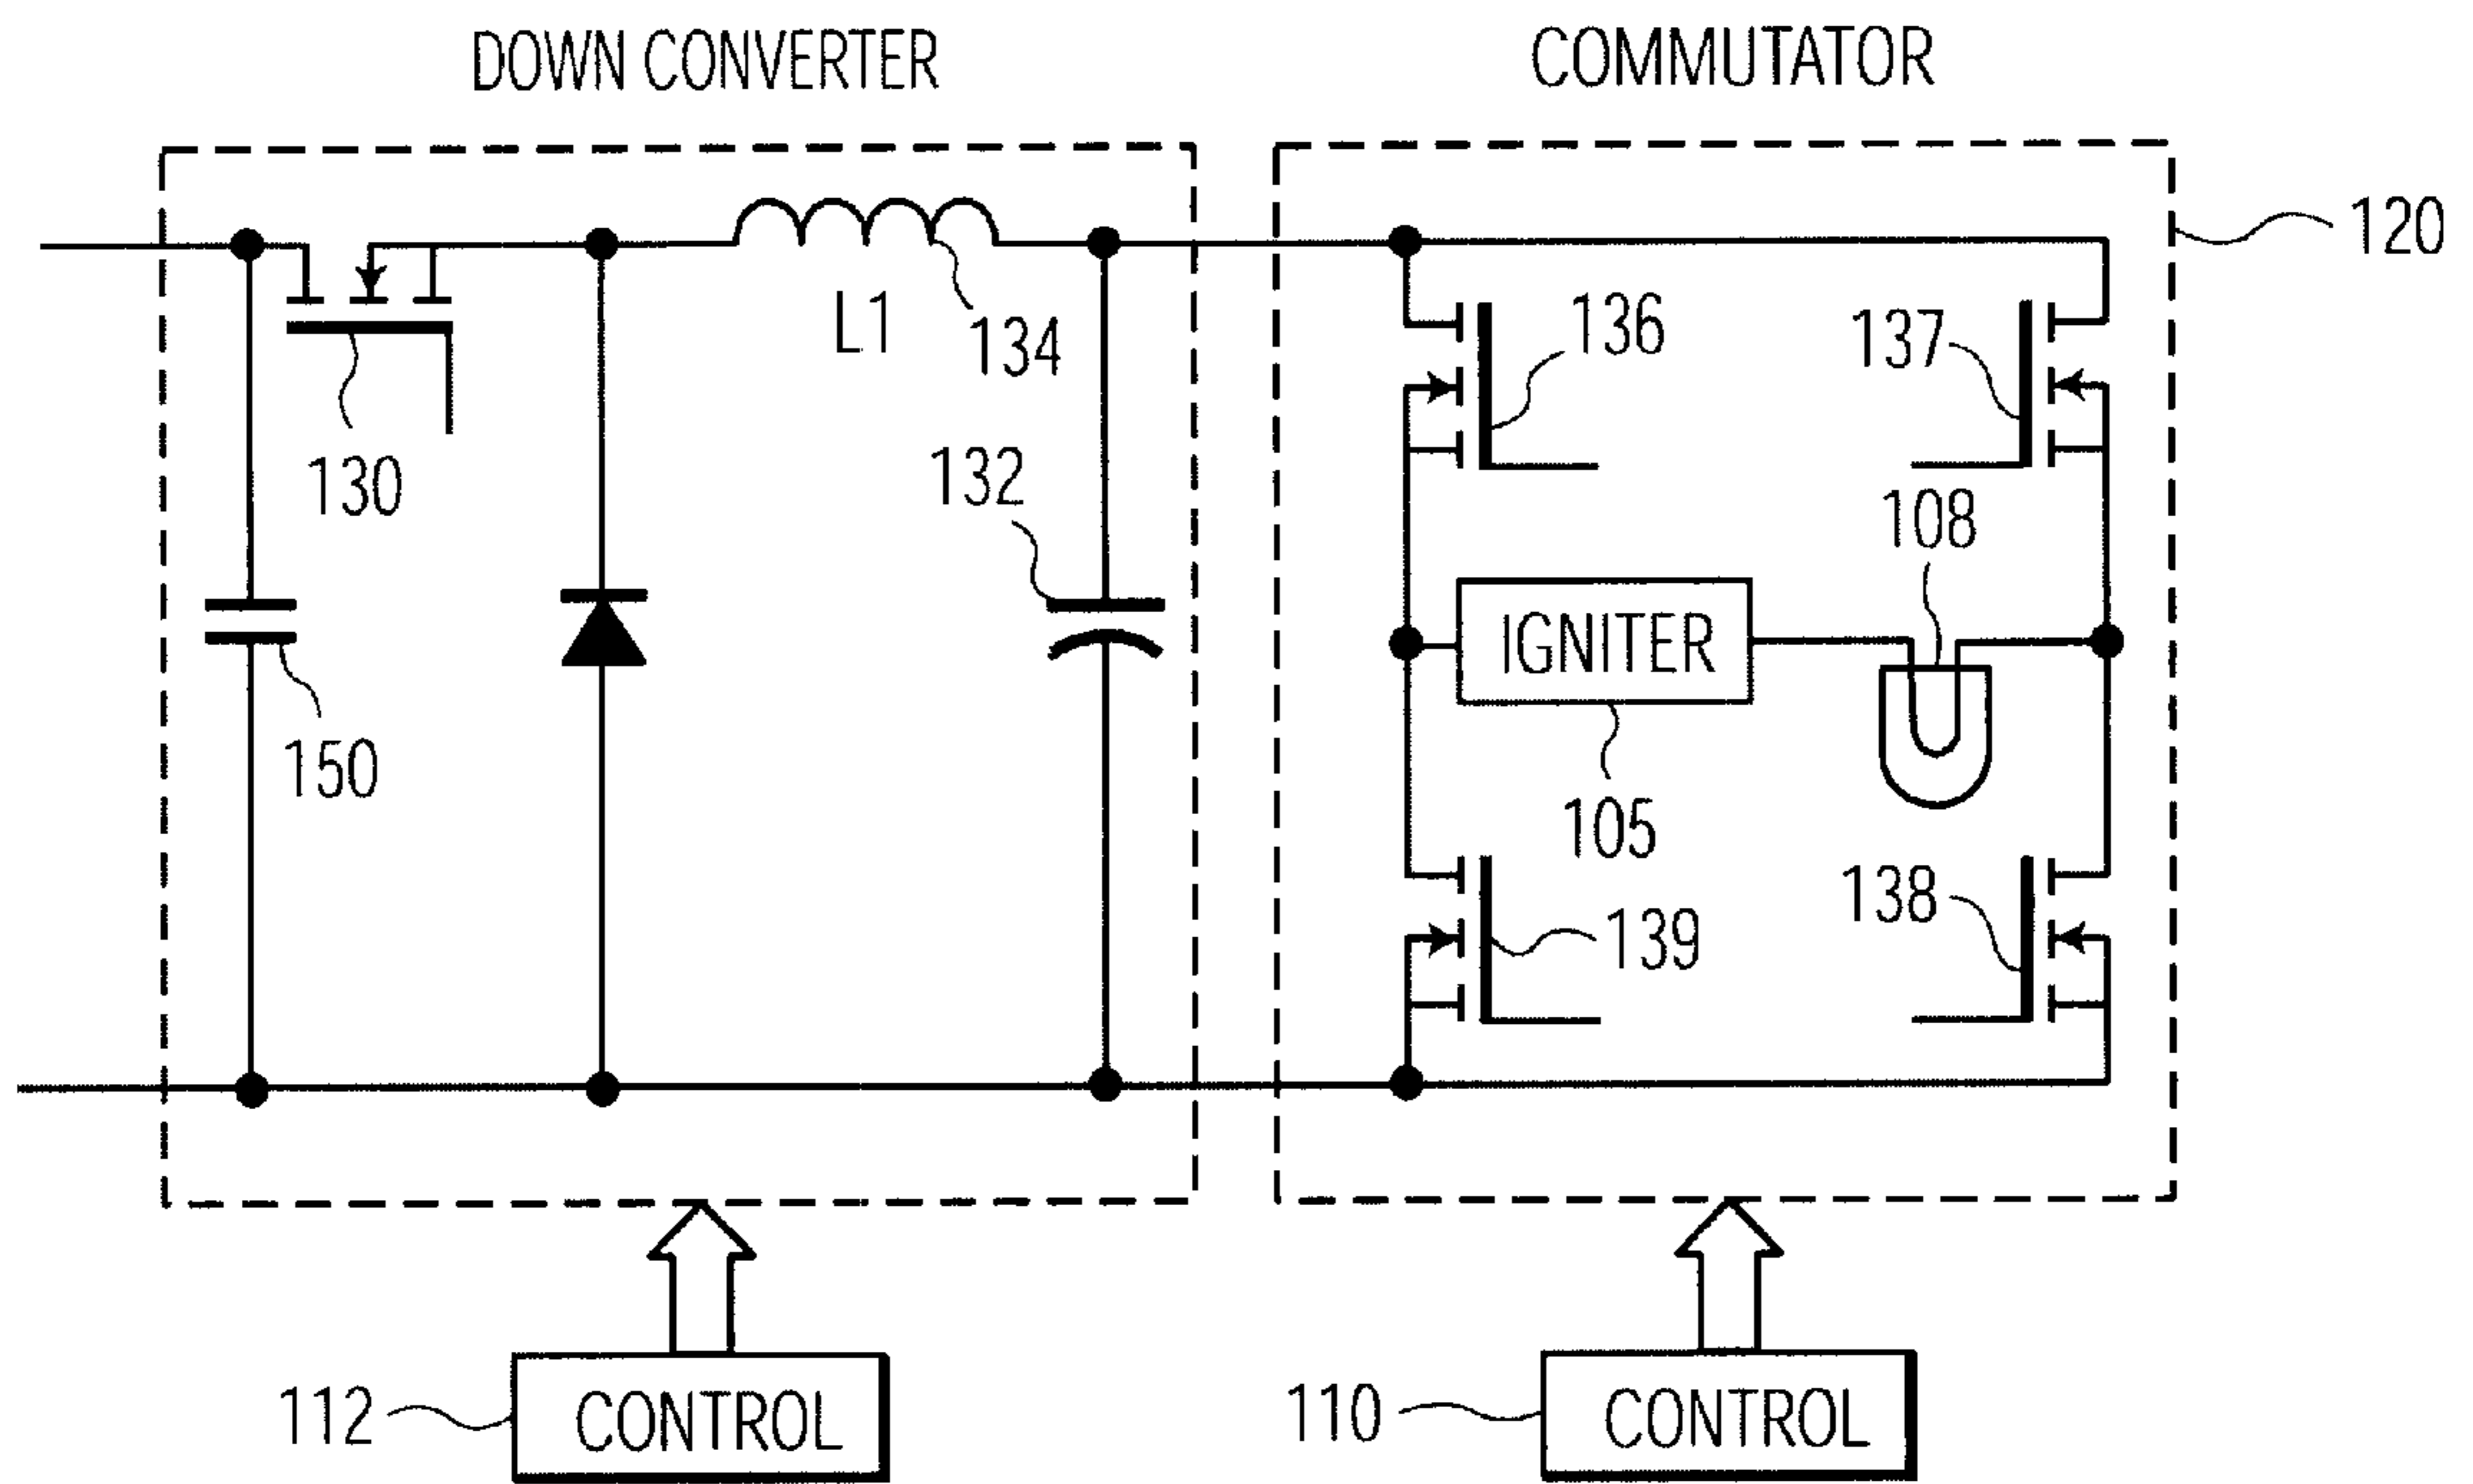 DOWN CONVERTER
COMMUTATOR
120
L1
134
136
137
130
132
108
IGNITER
150
105
138
139
112
CONTROL
110
CONTROL